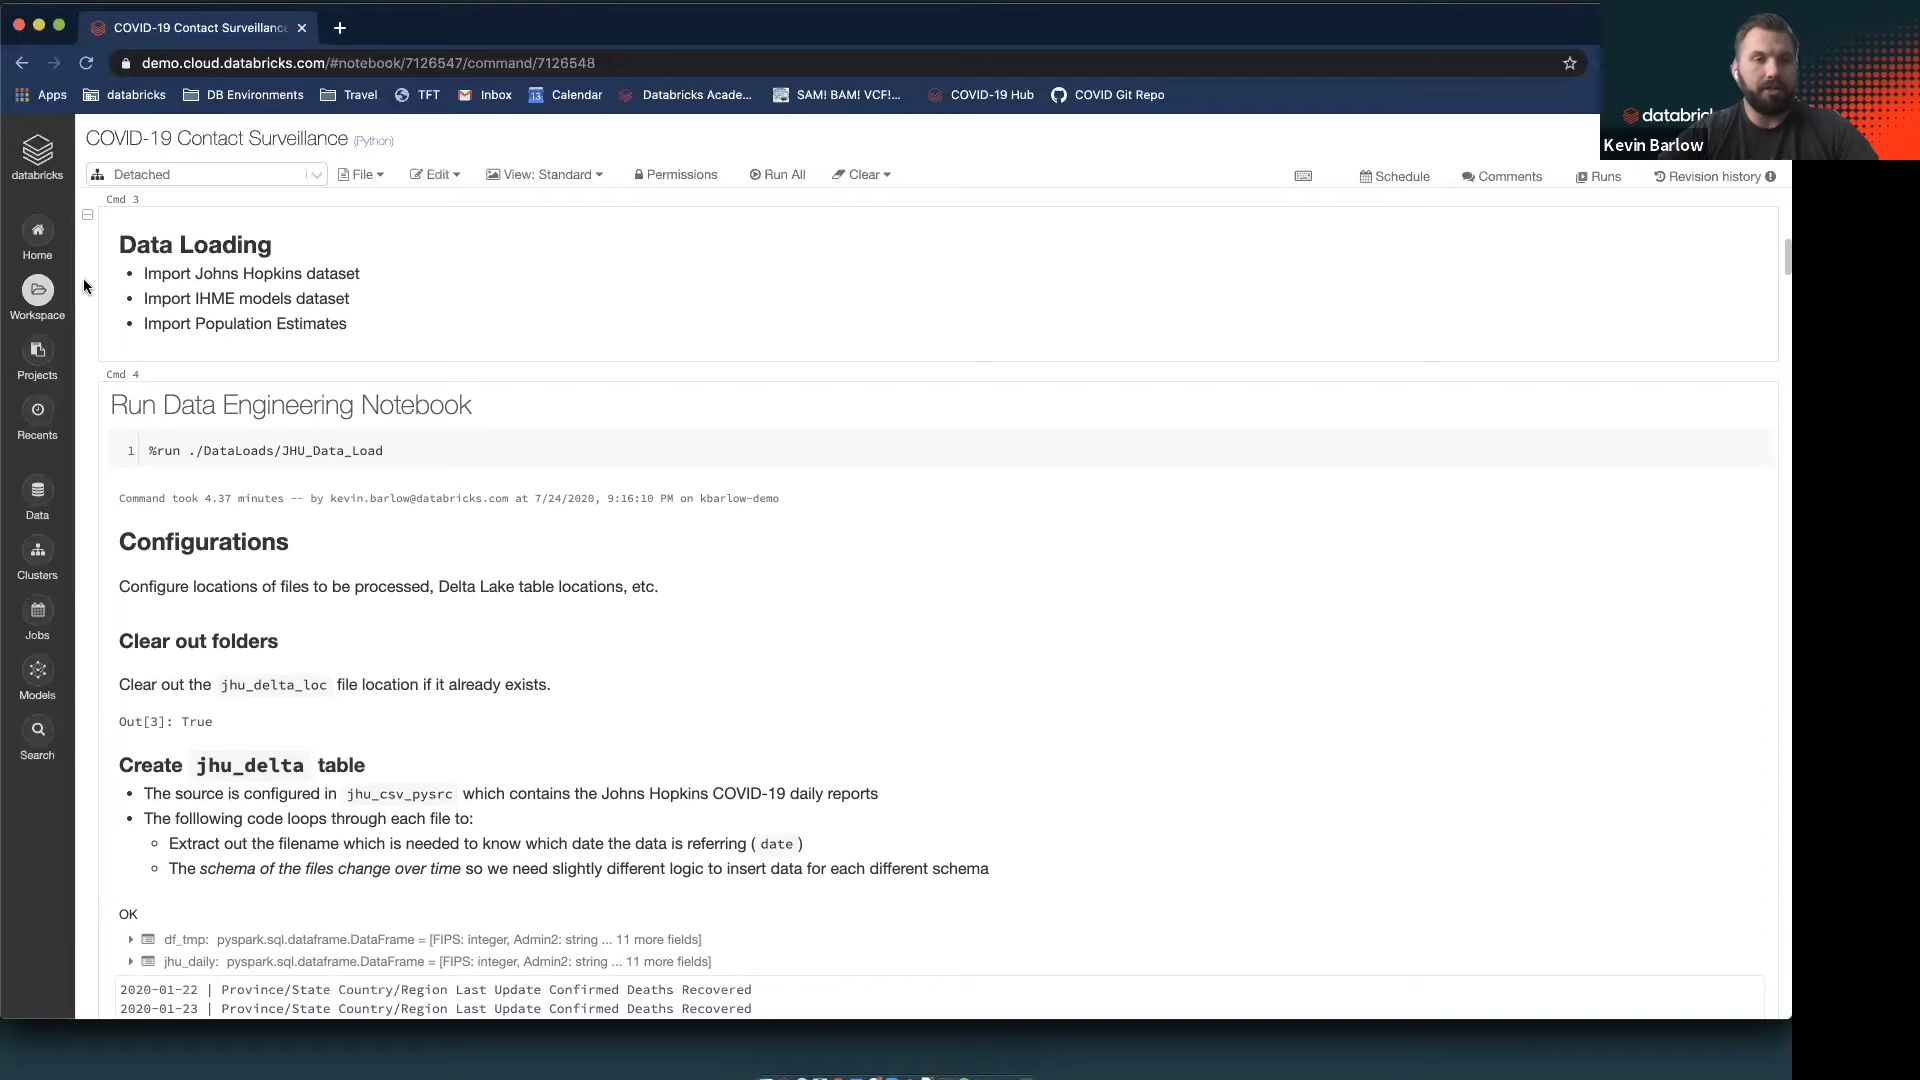 COVID-19 Contact Surveillanc
demo.cloud.databricks.com/#notebook/7126547/command/7126548
Apps
databricks
DB Environments
Travel
TFT
Inbox
Calendar
Databricks Acade...
SAM! BAM! VCF!...
COVID-19 Hub
COVID Git Repo
databric
Kevin Barlow
databricks
Home
Workspace
Projects
Recents
Data
Clusters
Jobs
Models
Search
COVID-19 Contact Surveillance (Python)
Detached
File
Edit
View: Standard
Permissions
Run All
Clear
Schedule
Comments
Runs
Revision history
Cmd 3
Data Loading
• Import Johns Hopkins dataset
• Import IHME models dataset
• Import Population Estimates
Cmd 4
Run Data Engineering Notebook
1 %run ./DataLoads/JHU_Data_Load
Command took 4.37 minutes -- by kevin.barlow@databricks.com at 7/24/2020, 9:16:10 PM on kbarlow-demo
Configurations
Configure locations of files to be processed, Delta Lake table locations, etc.
Clear out folders
Clear out the jhu_delta_loc file location if it already exists.
Out[3]: True
Create jhu_delta table
• The source is configured in jhu_csv_pysrc which contains the Johns Hopkins COVID-19 daily reports
• The folllowing code loops through each file to:
◦ Extract out the filename which is needed to know which date the data is referring ( date )
◦ The schema of the files change over time so we need slightly different logic to insert data for each different schema
OK
df_tmp: pyspark.sql.dataframe.DataFrame = [FIPS: integer, Admin2: string ... 11 more fields]
jhu_daily: pyspark.sql.dataframe.DataFrame = [FIPS: integer, Admin2: string ... 11 more fields]
2020-01-22 | Province/State Country/Region Last Update Confirmed Deaths Recovered
2020-01-23 | Province/State Country/Region Last Update Confirmed Deaths Recovered